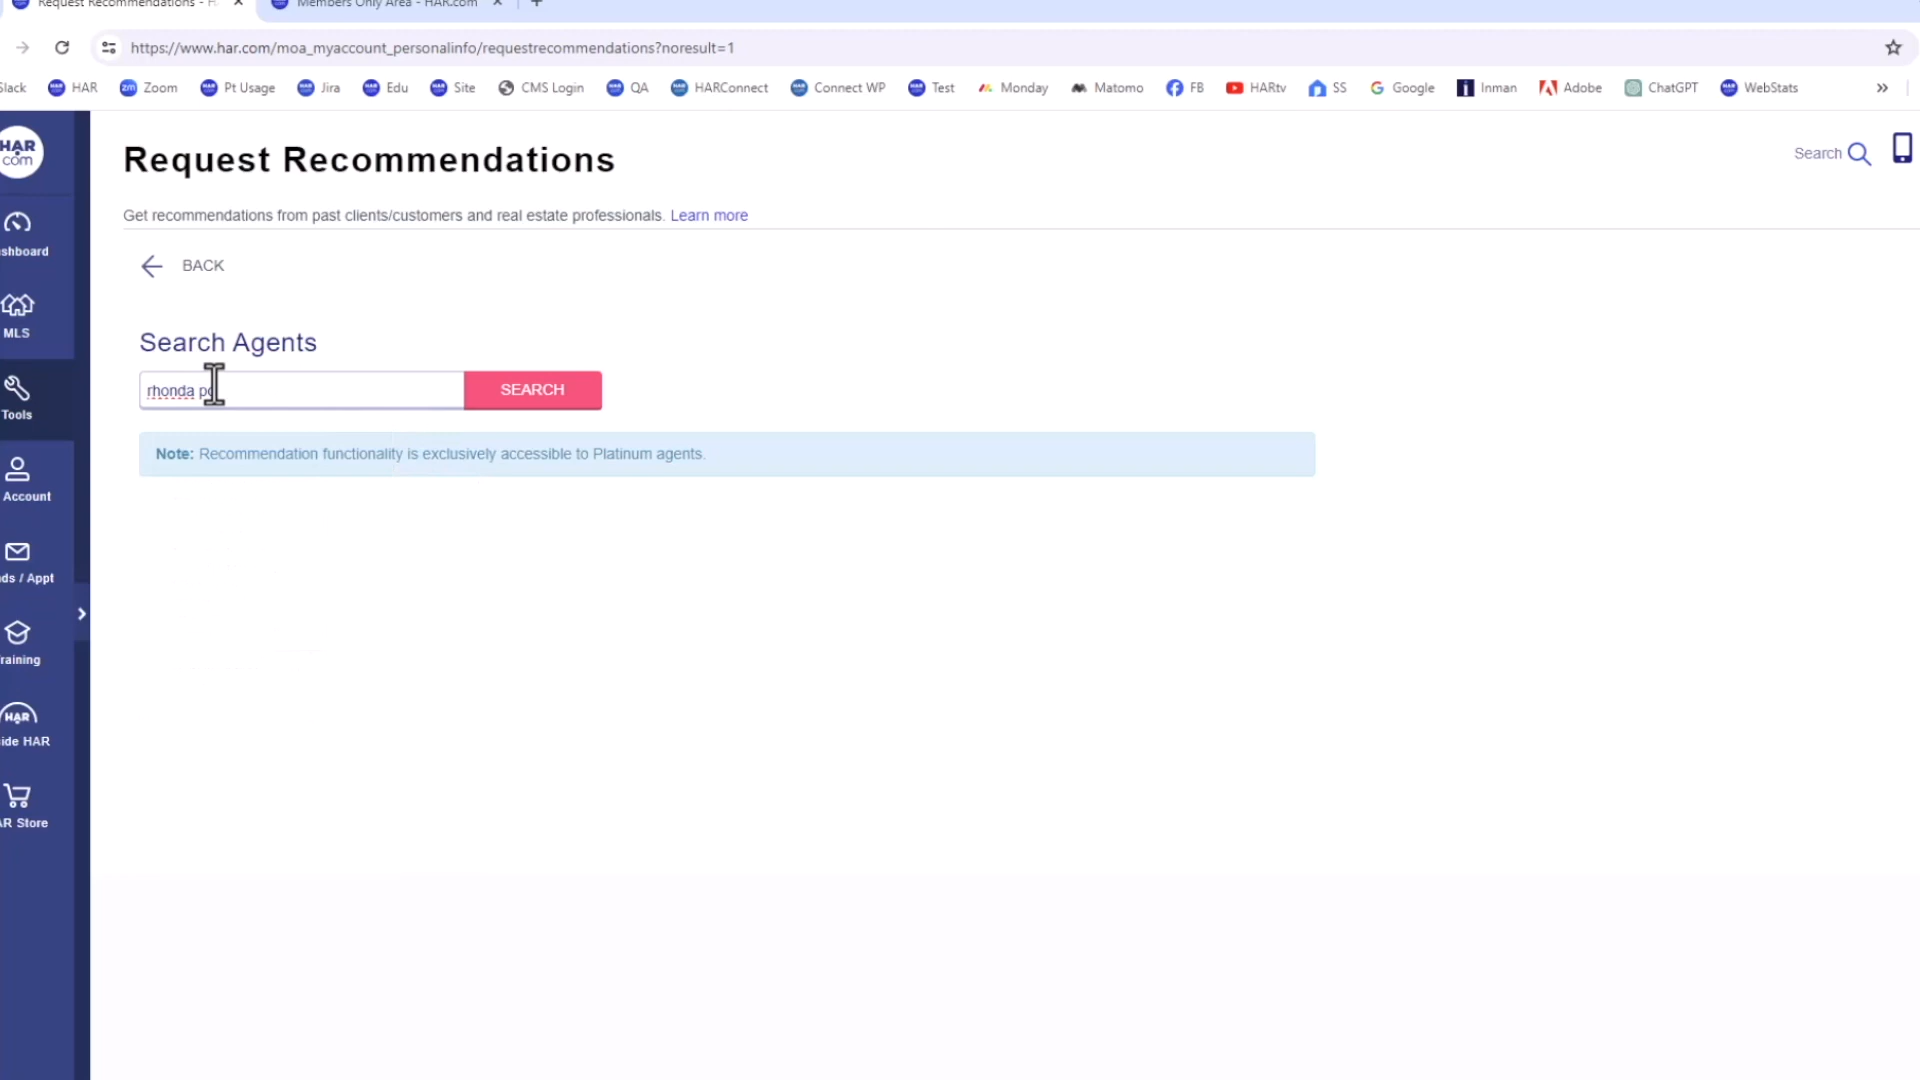 Request Recommendations - H
Members Only Area - HAR.com
https://www.har.com/moa_myaccount_personalinfo/requestrecommendations?noresult=1
Slack HAR Zoom Pt Usage Jira Edu Site CMS Login QA HARConnect Connect WP Test Monday Matomo FB HARtv SS Google Inman Adobe ChatGPT WebStats
HAR
com
Request Recommendations
Search
Get recommendations from past clients/customers and real estate professionals. Learn more
shboard
BACK
MLS
Search Agents
rhonda
SEARCH
Tools
Note: Recommendation functionality is exclusively accessible to Platinum agents.
Account
ds / Appt
raining
HAR
ide HAR
R Store